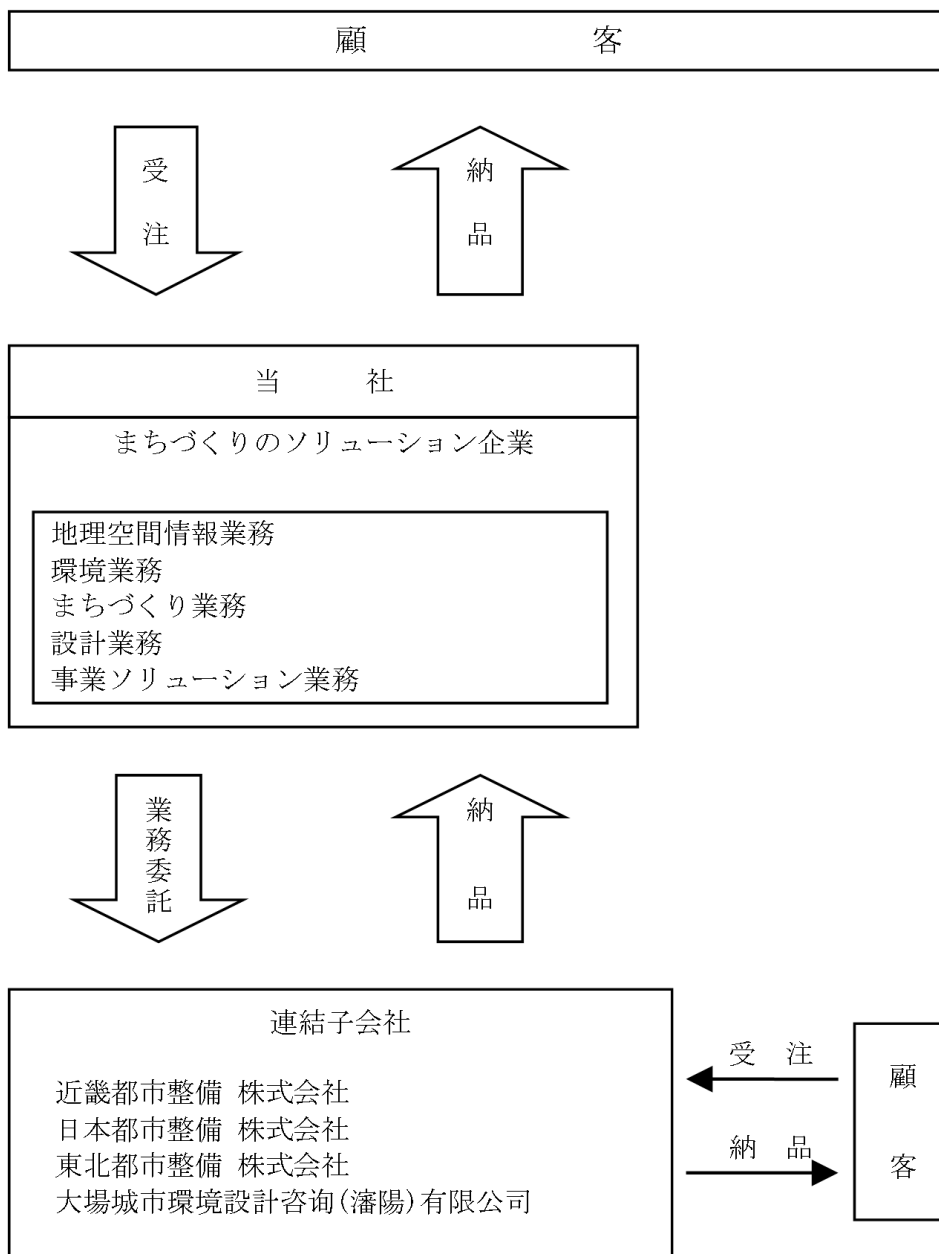 顧 客
受注
納品
当 社
まちづくりのソリューション企業
地理空間情報業務
環境業務
まちづくり業務
設計業務
事業ソリューション業務
業務委託
納品
連結子会社
近畿都市整備 株式会社
日本都市整備 株式会社
東北都市整備 株式会社
大場城市環境設計咨询(瀋陽)有限公司
受 注
納 品
顧客